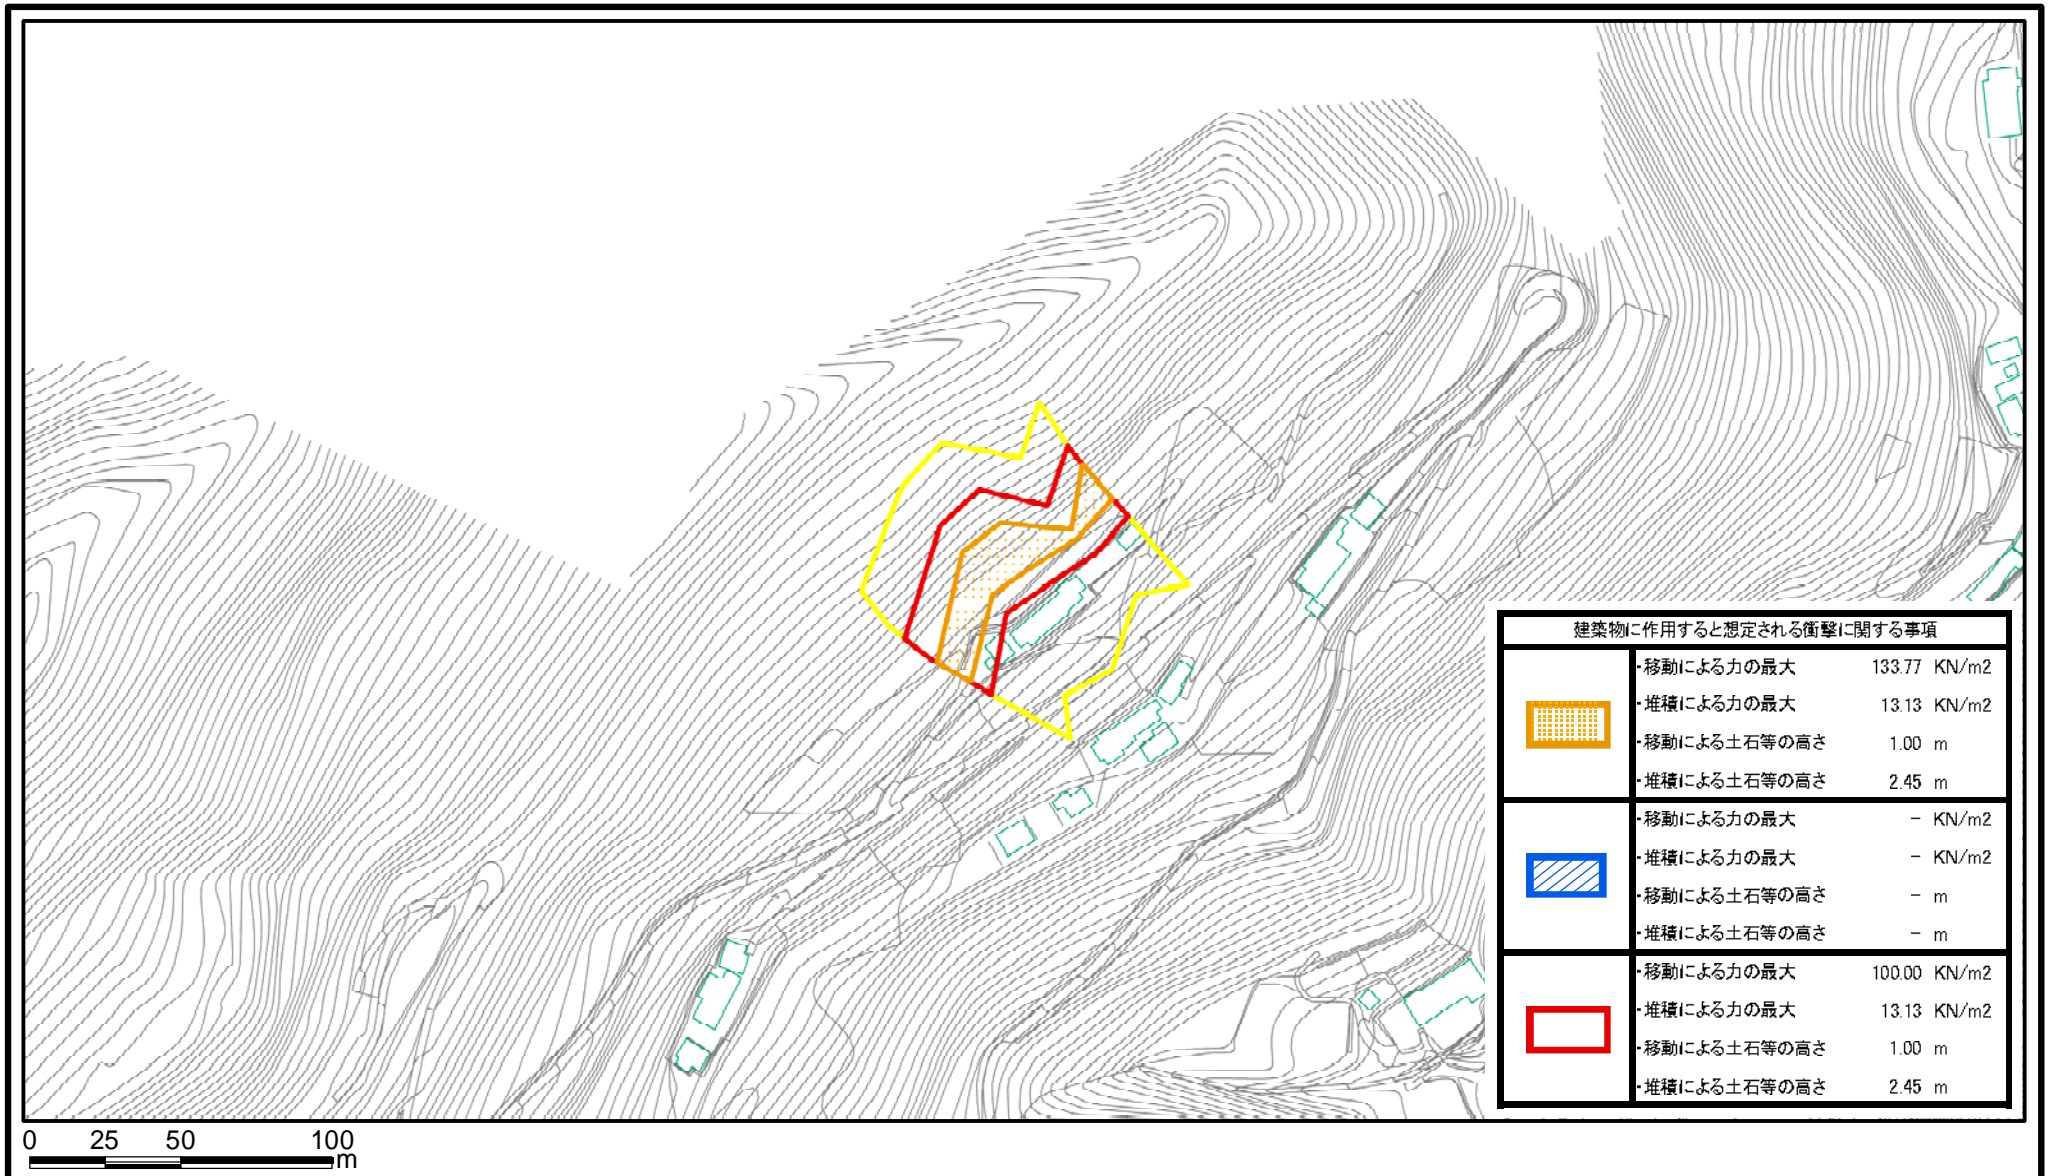 建築物に作用すると想定される衝撃に関する事項
・移動による力の最大 133.77 KN/m2
・堆積による力の最大 13.13 KN/m2
・移動による土石等の高さ 1.00 m
・堆積による土石等の高さ 2.45 m
・移動による力の最大 - KN/m2
・堆積による力の最大 - KN/m2
・移動による土石等の高さ - m
・堆積による土石等の高さ - m
・移動による力の最大 100.00 KN/m2
・堆積による力の最大 13.13 KN/m2
・移動による土石等の高さ 1.00 m
・堆積による土石等の高さ 2.45 m
0 25 50 100
m